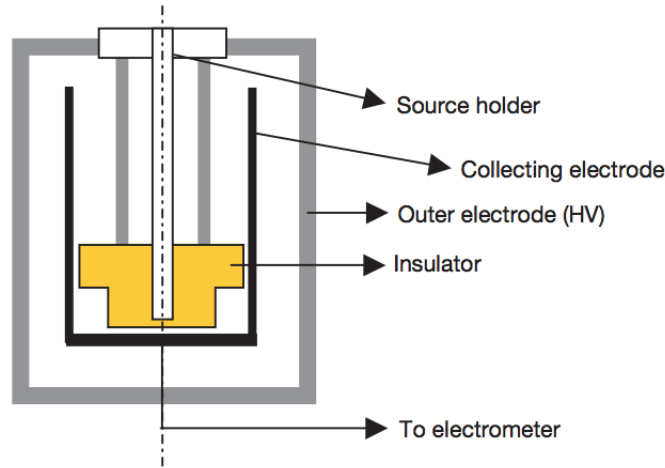 Source holder
Collecting electrode
Outer electrode (HV)
Insulator
To electrometer